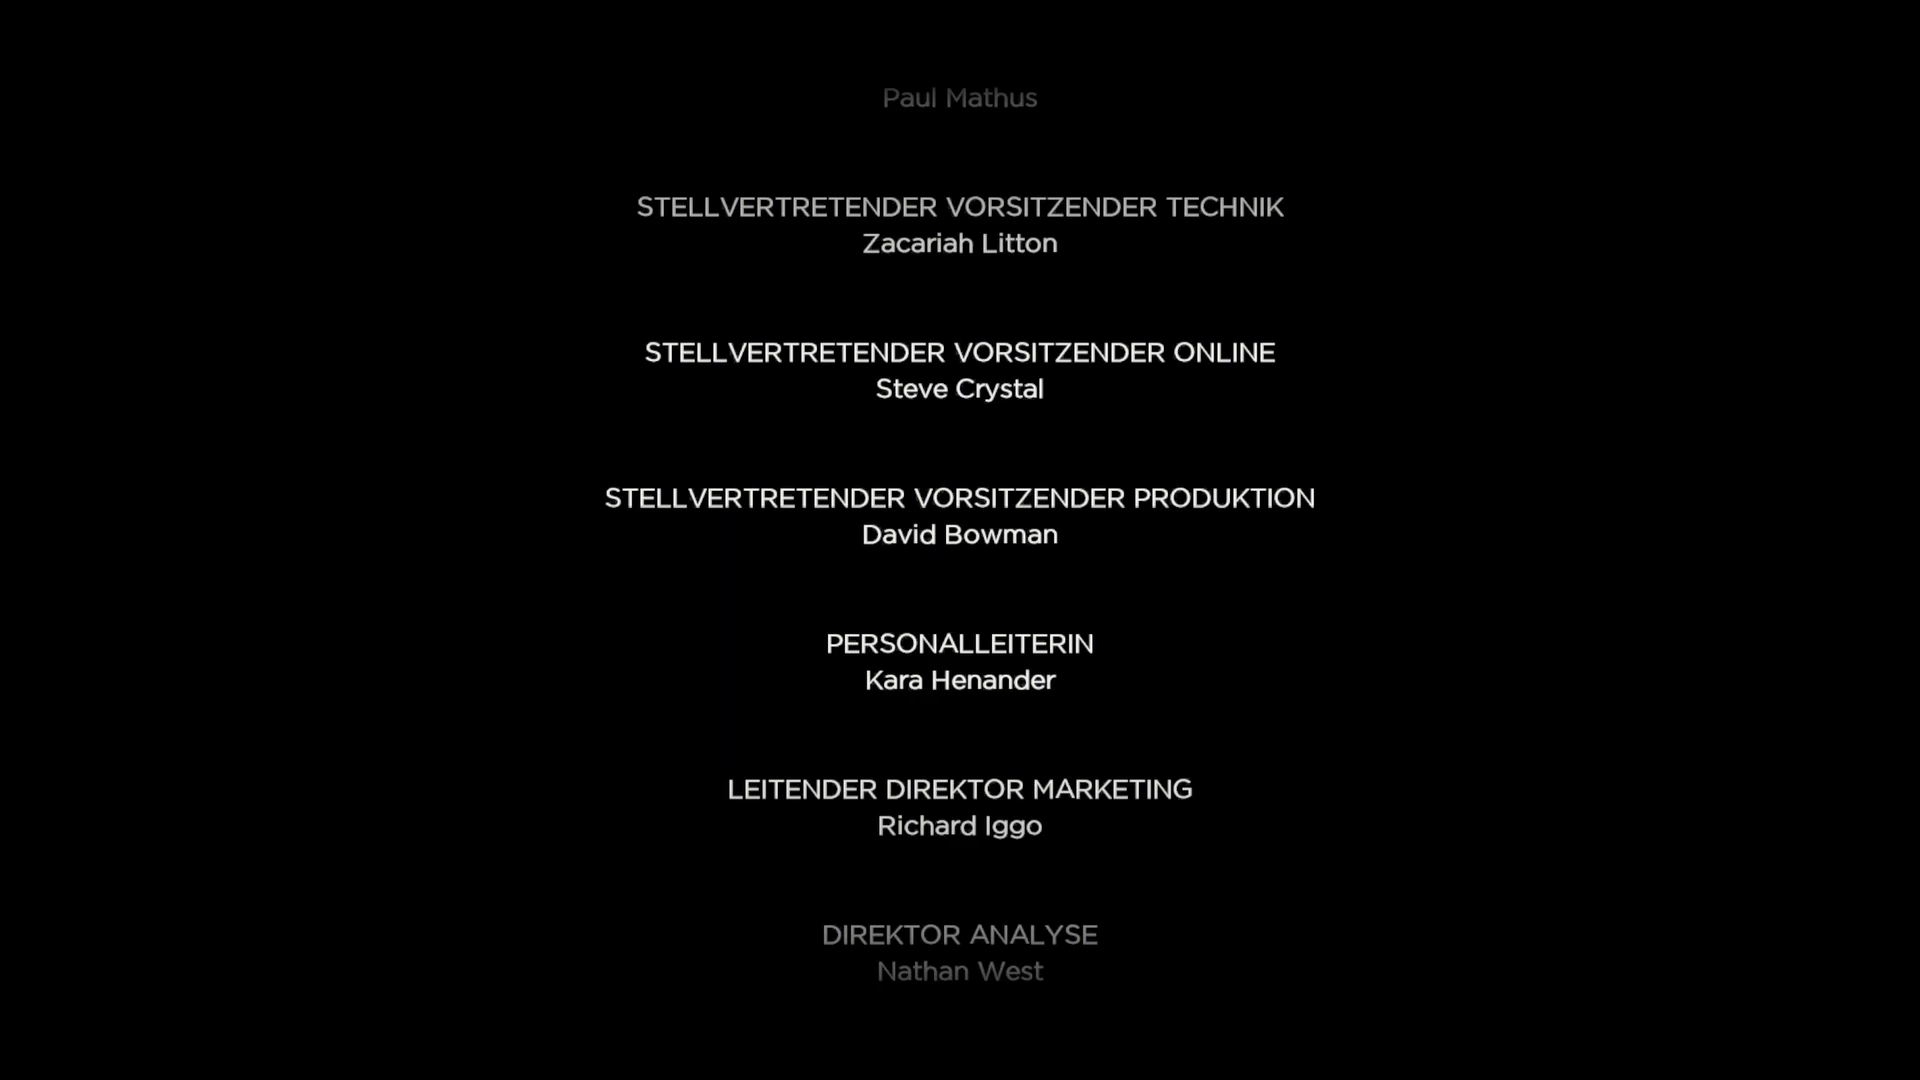 Paul Mathus
STELLVERTRETENDER VORSITZENDER TECHNIK
Zacariah Litton
STELLVERTRETENDER VORSITZENDER ONLINE
Steve Crystal
STELLVERTRETENDER VORSITZENDER PRODUKTION
David Bowman
PERSONALLEITERIN
Kara Henander
LEITENDER DIREKTOR MARKETING
Richard Iggo
DIREKTOR ANALYSE
Nathan West